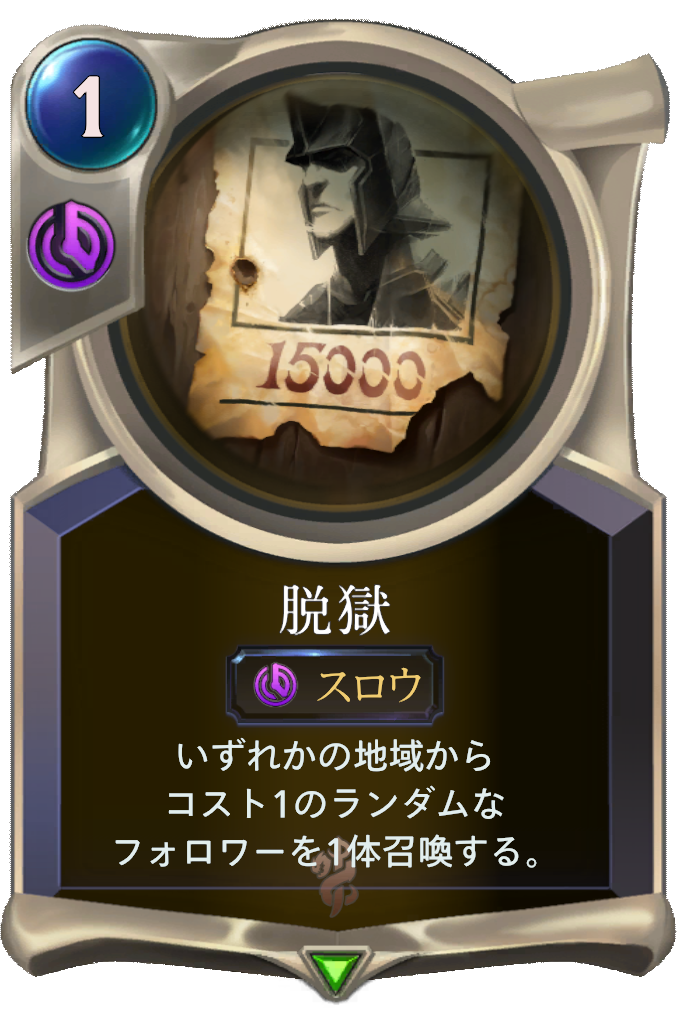 1
15000
脱獄
スロウ
いずれかの地域から
コスト1のランダムな
フォロワーを1体召喚する。